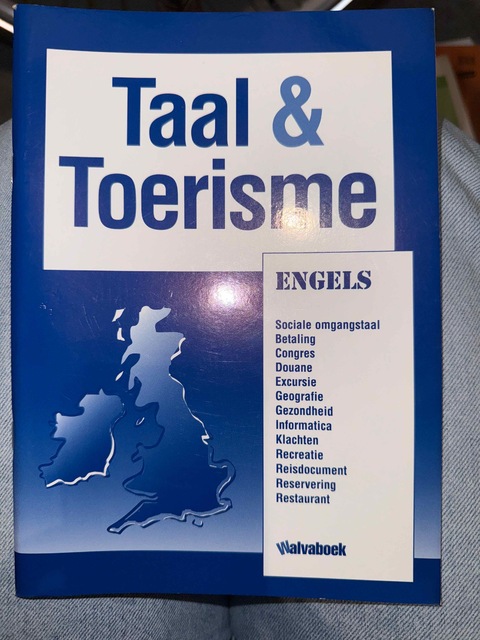 Taal &
Toerisme
ENGELS
Sociale omgangstaal
Betaling
Congres
Douane
Excursie
Geografie
Gezondheid
Informatica
Klachten
Recreatie
Reisdocument
Reservering
Restaurant
Walvaboek